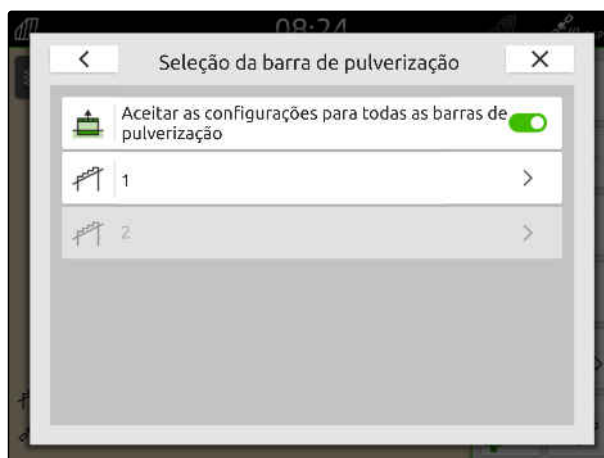 08:24
Seleção da barra de pulverização
Aceitar as configurações para todas as barras de
pulverização
1
2